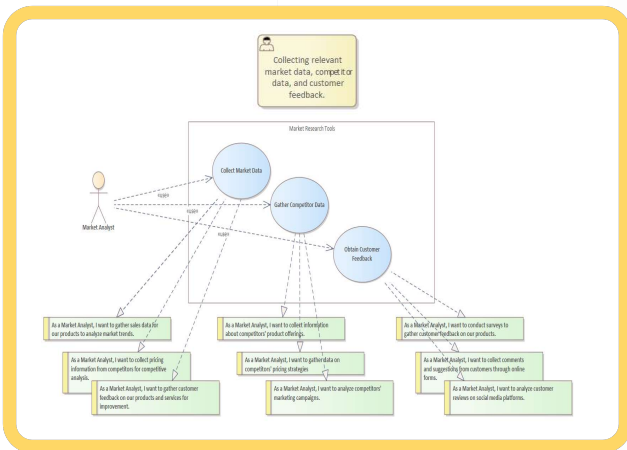 Collecting relevant
market data, competitor
data, and customer
feedback.
Market Research Tools
Collect Market Data
Gather Competitor Data
Market Analyst
Obtain Customer
Feedback
As a Market Analyst, I want to gather sales data for
our products to analyze market trends.
As a Market Analyst, I want to collect information
about competitors' product offerings.
As a Market Analyst, I want to conduct surveys to
gather customer feedback on our products.
As a Market Analyst, I want to collect pricing
information from competitors for competitive
analysis.
As a Market Analyst, I want to gather data on
competitors' pricing strategies
As a Market Analyst, I want to collect comments
and suggestions from customers through online
forms.
As a Market Analyst, I want to gather customer
feedback on our products and services for
improvement.
As a Market Analyst, I want to analyze competitors'
marketing campaigns.
As a Market Analyst, I want to analyze customer
reviews on social media platforms.